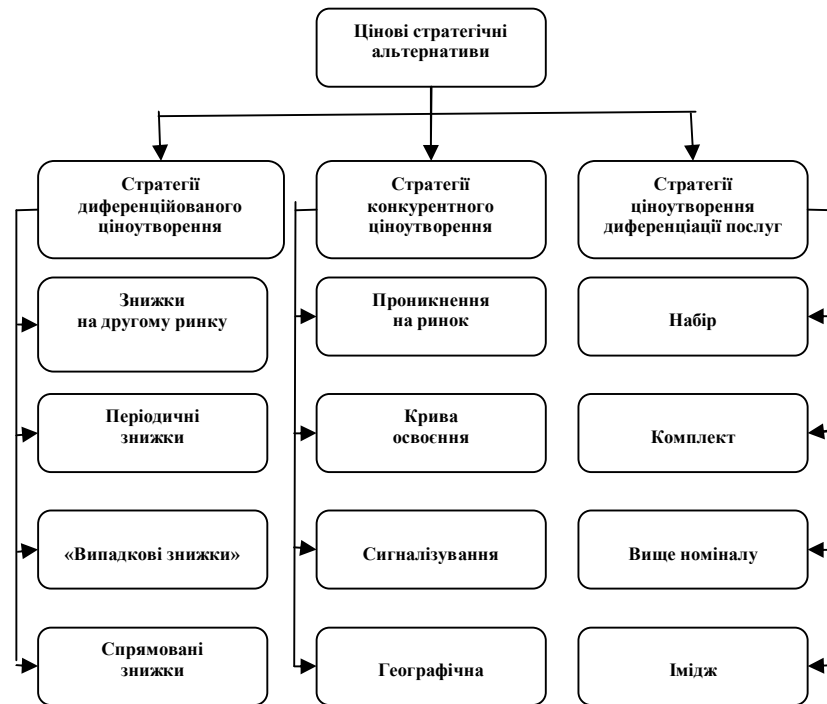 Цінові стратегічні
альтернативи
Стратегії
диференційованого
ціноутворення
Стратегії
конкурентного
ціноутворення
Стратегії
ціноутворення
диференціації послуг
Знижки
на другому ринку
Проникнення
на ринок
Набір
Періодичні
знижки
Крива
освоєння
Комплект
«Випадкові знижки»
Сигналізування
Вище номіналу
Спрямовані
знижки
Географічна
Імідж